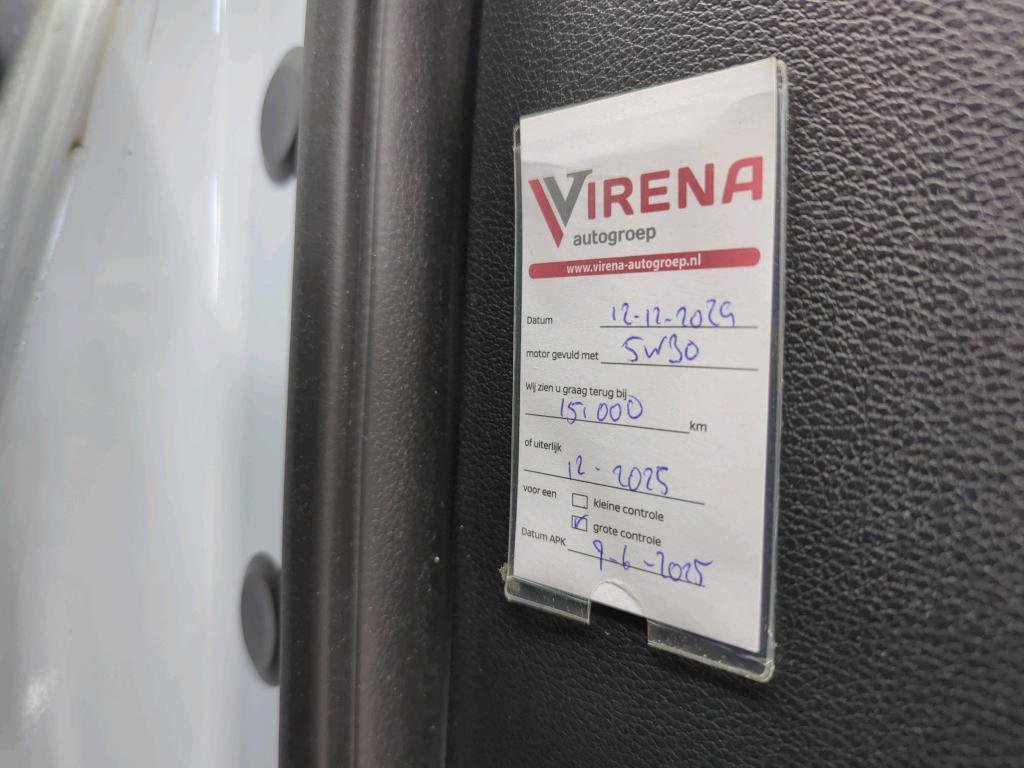 VIRENA
autogroep
www.virena-autogroep.nl
Datum 12-12-2024
motor gevuld met 5W30
Wij zien u graag terug bij
15.000 km
of uiterlijk
12-2025
voor een kleine controle
grote controle
Datum APK 9-6-2025